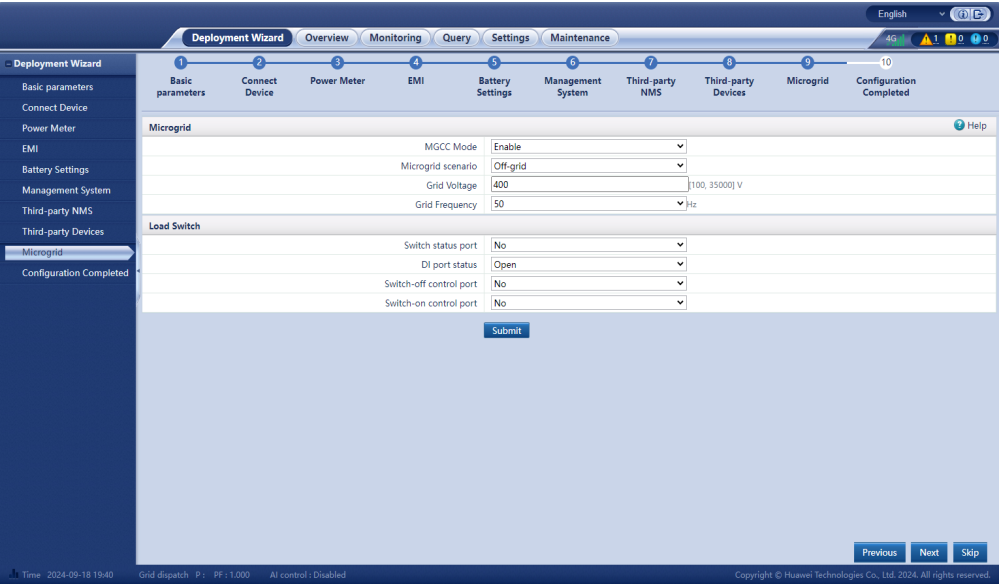 English
Deployment Wizard Overview Monitoring Query Settings Maintenance
4G 1 0 0
Deployment Wizard
Basic parameters
Connect Device
Power Meter
EMI
Battery Settings
Management System
Third-party NMS
Third-party Devices
Microgrid
Configuration Completed
1 2 3 4 5 6 7 8 9 10
Basic parameters
Connect Device
Power Meter
EMI
Battery Settings
Management System
Third-party NMS
Third-party Devices
Microgrid
Configuration Completed
Microgrid
Help
MGCC Mode Enable
Microgrid scenario Off-grid
Grid Voltage 400 [100, 35000] V
Grid Frequency 50 Hz
Load Switch
Switch status port No
DI port status Open
Switch-off control port No
Switch-on control port No
Submit
Previous Next Skip
Time 2024-09-18 19:40 Grid dispatch P : PF : 1.000 AI control : Disabled Copyright © Huawei Technologies Co., Ltd. 2024. All rights reserved.